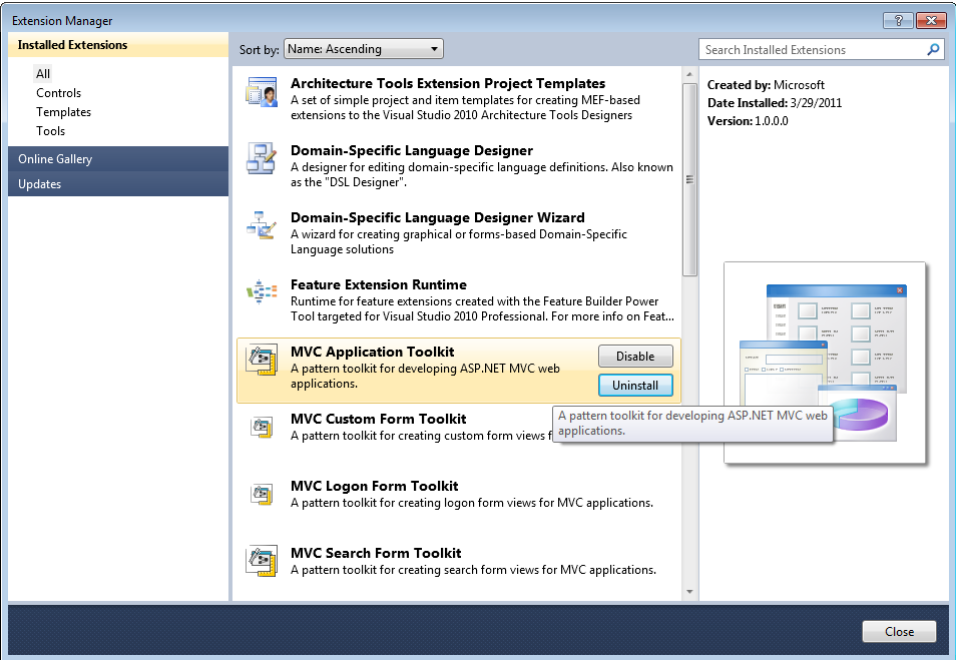 Extension Manager
Installed Extensions
All
Controls
Templates
Tools
Online Gallery
Updates
Sort by: Name: Ascending
Search Installed Extensions
Architecture Tools Extension Project Templates
A set of simple project and item templates for creating MEF-based
extensions to the Visual Studio 2010 Architecture Tools Designers
Domain-Specific Language Designer
A designer for editing domain-specific language definitions. Also known
as the "DSL Designer".
Domain-Specific Language Designer Wizard
A wizard for creating graphical or forms-based Domain-Specific
Language solutions
Feature Extension Runtime
Runtime for feature extensions created with the Feature Builder Power
Tool targeted for Visual Studio 2010 Professional. For more info on Feat...
MVC Application Toolkit
A pattern toolkit for developing ASP.NET MVC web
applications.
Disable
Uninstall
MVC Custom Form Toolkit
A pattern toolkit for creating custom form views f
A pattern toolkit for developing ASP.NET MVC web
applications.
MVC Logon Form Toolkit
A pattern toolkit for creating logon form views for MVC applications.
MVC Search Form Toolkit
A pattern toolkit for creating search form views for MVC applications.
Created by: Microsoft
Date Installed: 3/29/2011
Version: 1.0.0.0
Close